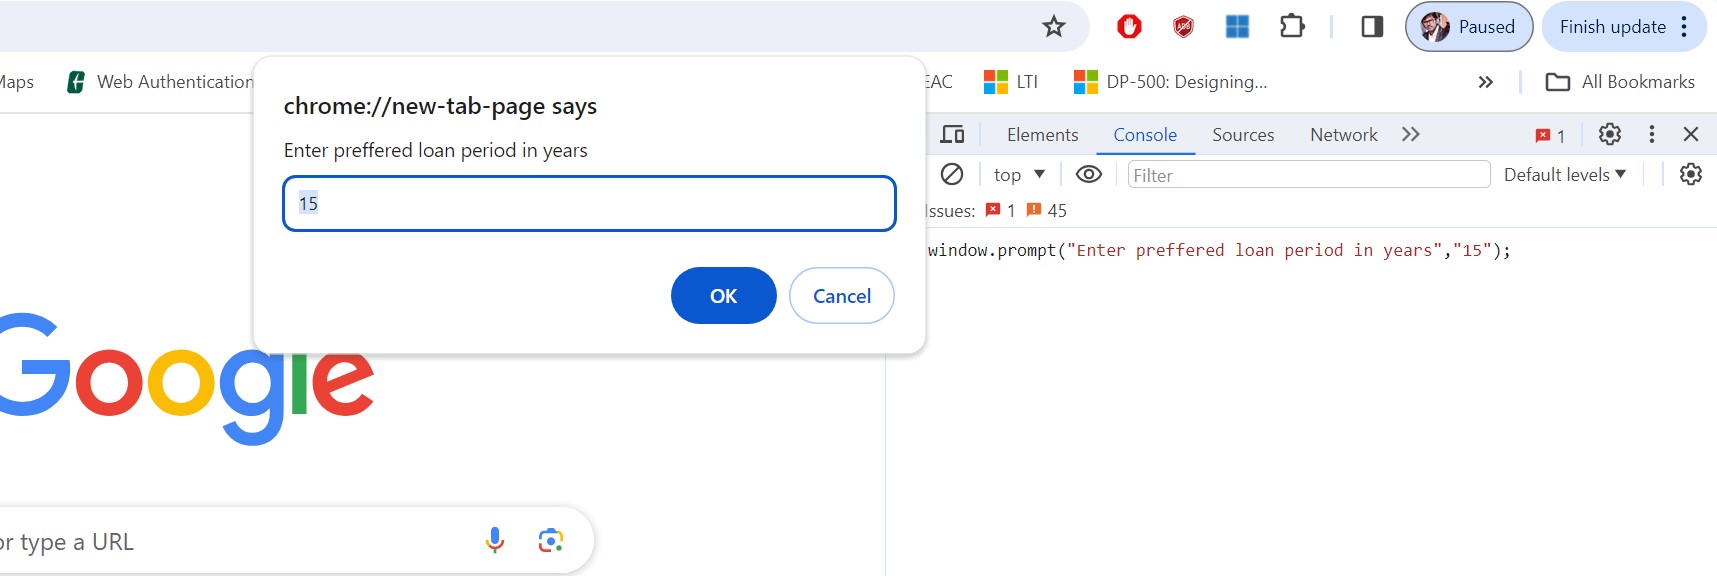 Paused
Finish update
Maps
Web Authentication
EAC
LTI
DP-500: Designing...
All Bookmarks
chrome://new-tab-page says
Enter preffered loan period in years
15
OK
Cancel
Elements
Console
Sources
Network
1
top
Filter
Default levels
Issues:
1
45
window.prompt("Enter preffered loan period in years","15");
Google
or type a URL